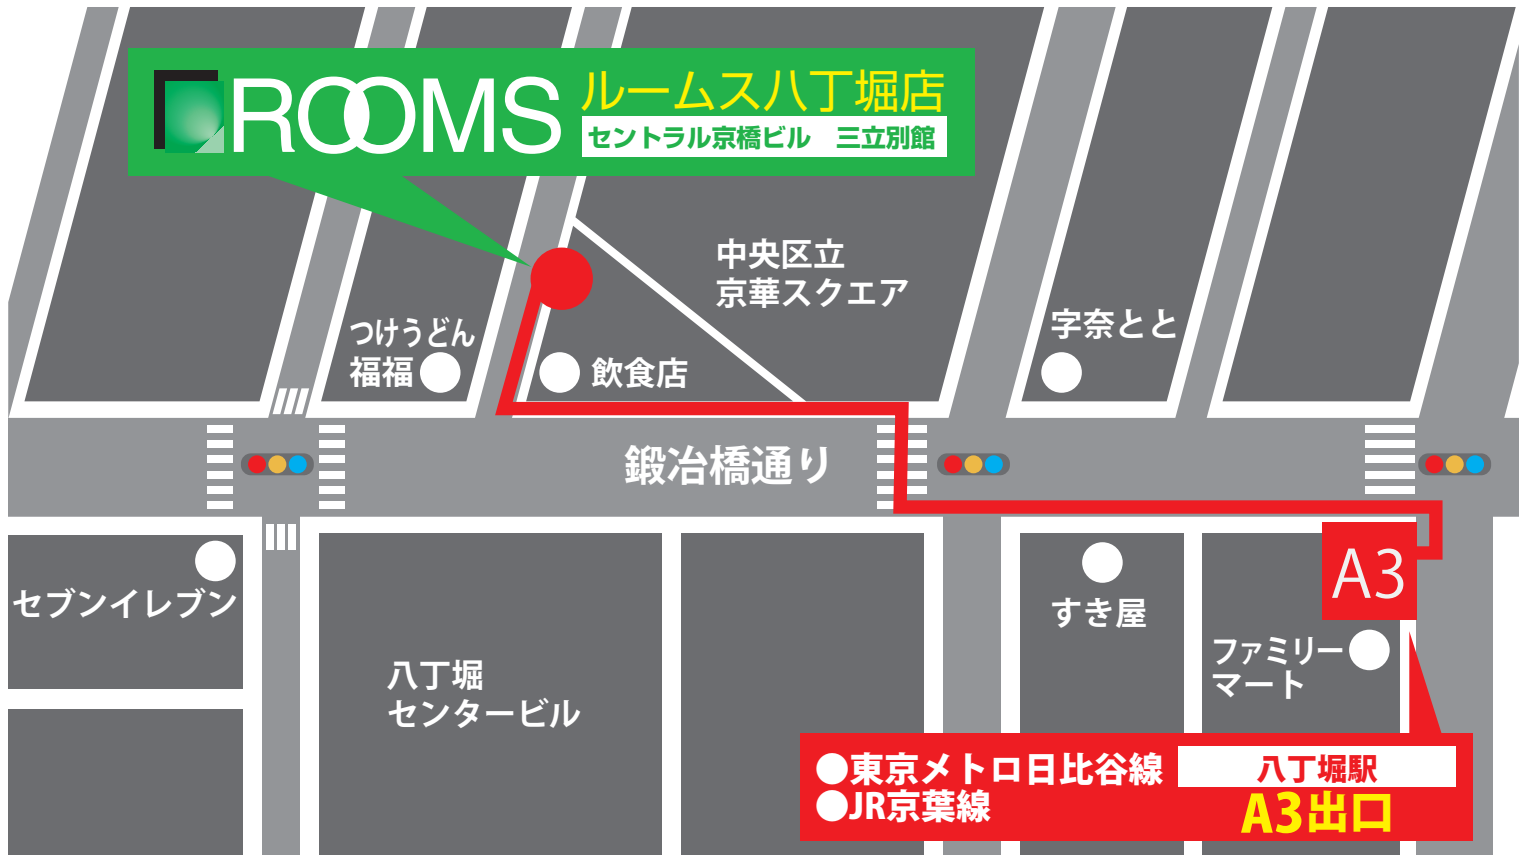 ROOMS
ルームス八丁堀店
セントラル京橋ビル　三立別館
中央区立
京華スクエア
字奈とと
つけうどん
福福
飲食店
鍛冶橋通り
セブンイレブン
八丁堀
センタービル
すき屋
A3
ファミリー
マート
●東京メトロ日比谷線
●JR京葉線
八丁堀駅
A3出口